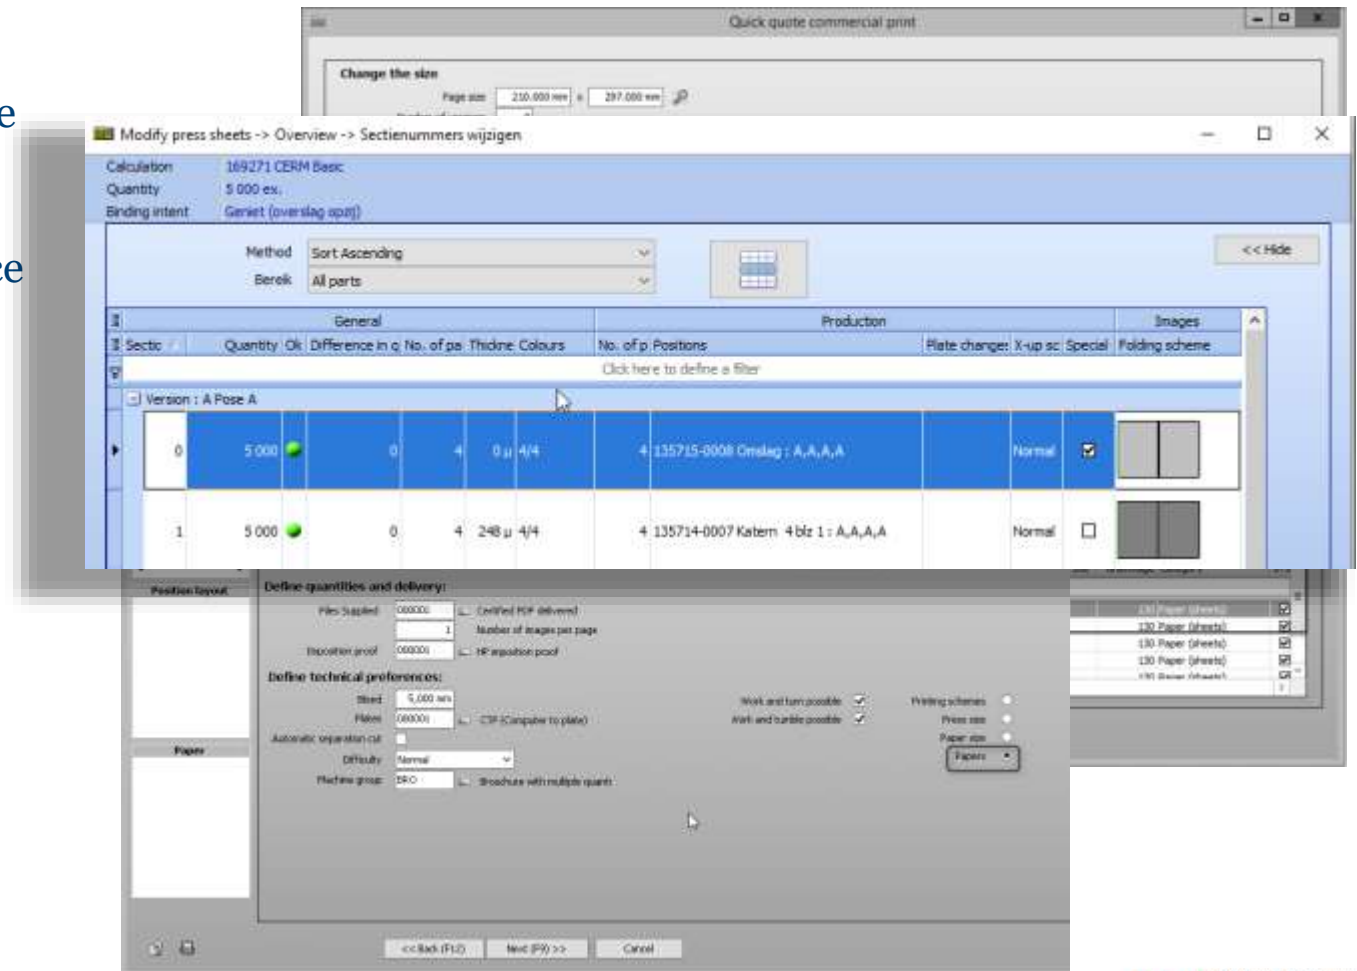 Quick quote commercial print
Change the size
Page size 210.000 mm x 297.000 mm
e
Modify press sheets -> Overview -> Sectienummers wijzigen
Calculation 169271 CERM Basic
Quantity 5 000 ex.
Binding intent Geniet (overslag opzij)
ce
Method Sort Ascending << Hide
Bereik All parts
General Production Images
Sectic Quantity Ok Difference in q No. of pa Thickne Colours No. of p Positions Plate change: X-up sc Special Folding scheme
Click here to define a filter
Version : A Pose A
0 5 000 0 4 0 µ 4/4 4 135715-0008 Omslag : A,A,A,A Normal
1 5 000 0 4 248 µ 4/4 4 135714-0007 Katern 4 blz 1 : A,A,A,A Normal
Position layout Define quantities and delivery:
Files Supplied 000001 Certified PDF delivered
1 Number of images per page
130 Paper (sheets)
130 Paper (sheets)
Imposition proof 000001 HP imposition proof
130 Paper (sheets)
130 Paper (sheets)
130 Paper (sheets)
Define technical preferences:
Bleed 5,000 mm Work and turn possible Printing schemes
Plates 000001 CTP (Computer to plate) Work and tumble possible Press size
Automatic separation cut Paper size
Paper Difficulty Normal Papers
Machine group BRO Brochure with multiple quanti
<< Back (F12) Next (F9) >> Cancel